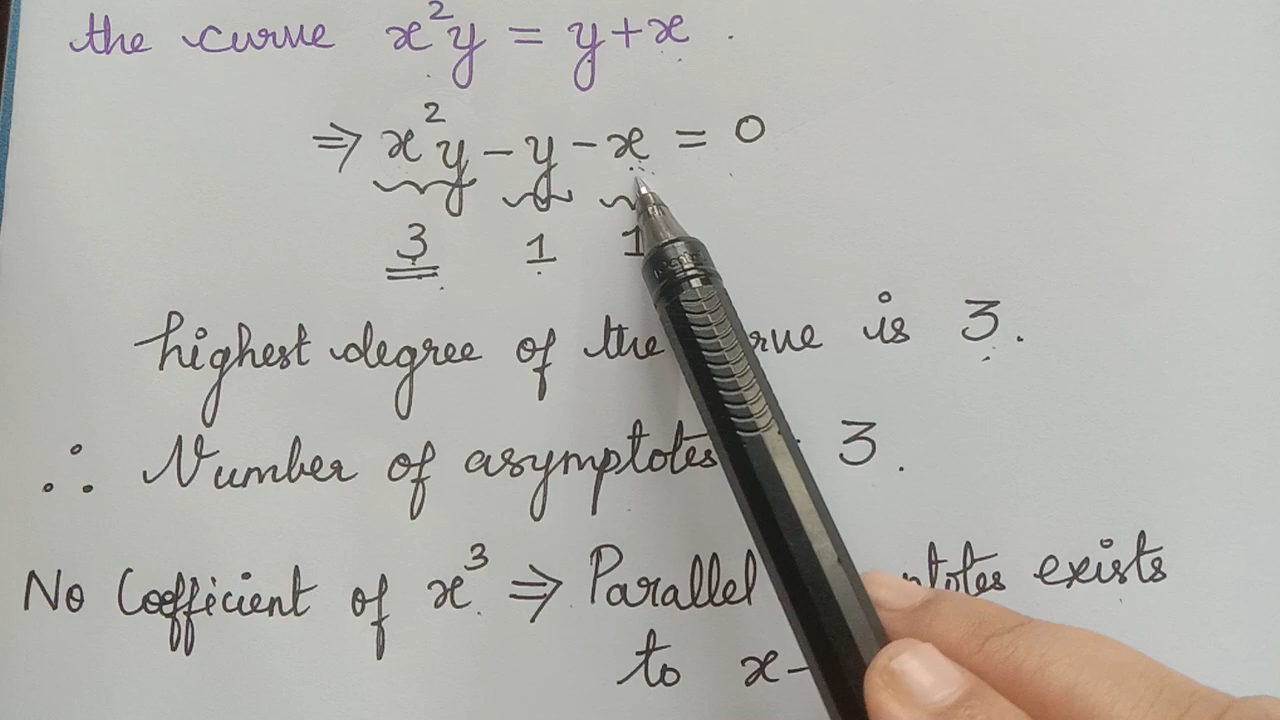 the curve x²y = y+x .
⇒ x²y - y - x = 0
3 1 1
highest degree of the is 3.
∴ Number of asymptotes 3.
No Coefficient of x³ ⇒ Parallel exists
to x-